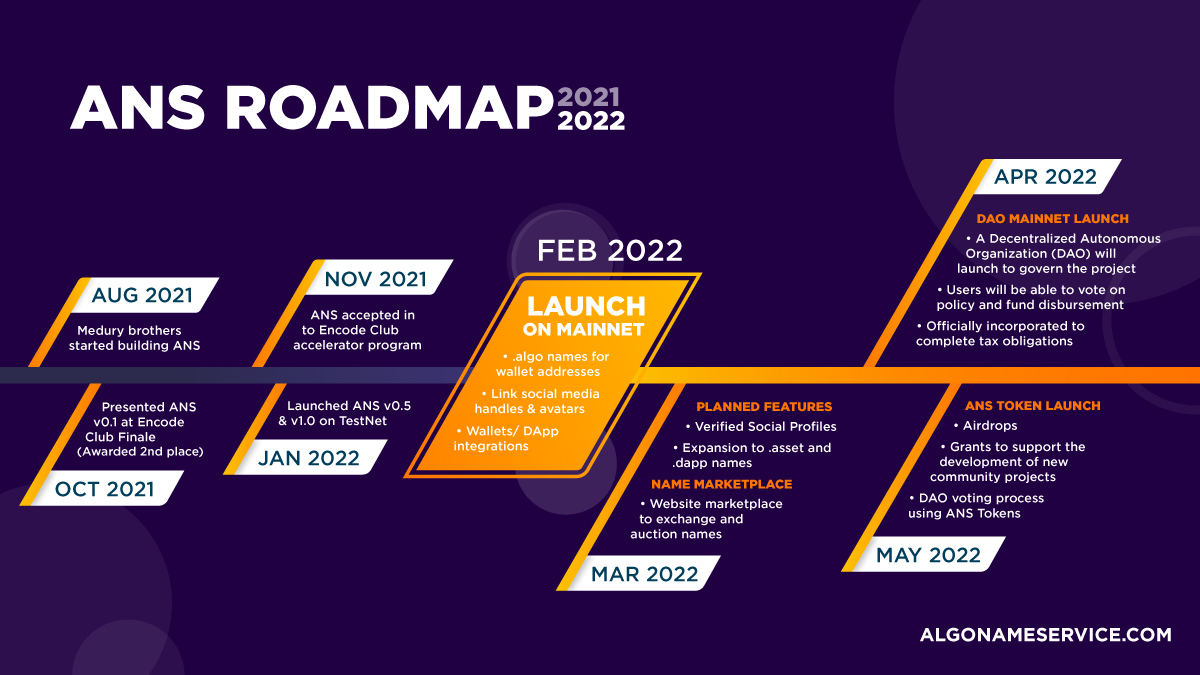 ANS ROADMAP 2021
2022
AUG 2021
Medury brothers
started building ANS
Presented ANS
v0.1 at Encode
Club Finale
(Awarded 2nd place)
OCT 2021
NOV 2021
ANS accepted in
to Encode Club
accelerator program
Launched ANS v0.5
& v1.0 on TestNet
JAN 2022
FEB 2022
LAUNCH
ON MAINNET
• .algo names for
wallet addresses
• Link social media
handles & avatars
• Wallets/ DApp
integrations
PLANNED FEATURES
• Verified Social Profiles
• Expansion to .asset and
.dapp names
NAME MARKETPLACE
• Website marketplace
to exchange and
auction names
MAR 2022
APR 2022
DAO MAINNET LAUNCH
• A Decentralized Autonomous
Organization (DAO) will
launch to govern the project
• Users will be able to vote on
policy and fund disbursement
• Officially incorporated to
complete tax obligations
ANS TOKEN LAUNCH
• Airdrops
• Grants to support the
development of new
community projects
• DAO voting process
using ANS Tokens
MAY 2022
ALGONAMESERVICE.COM